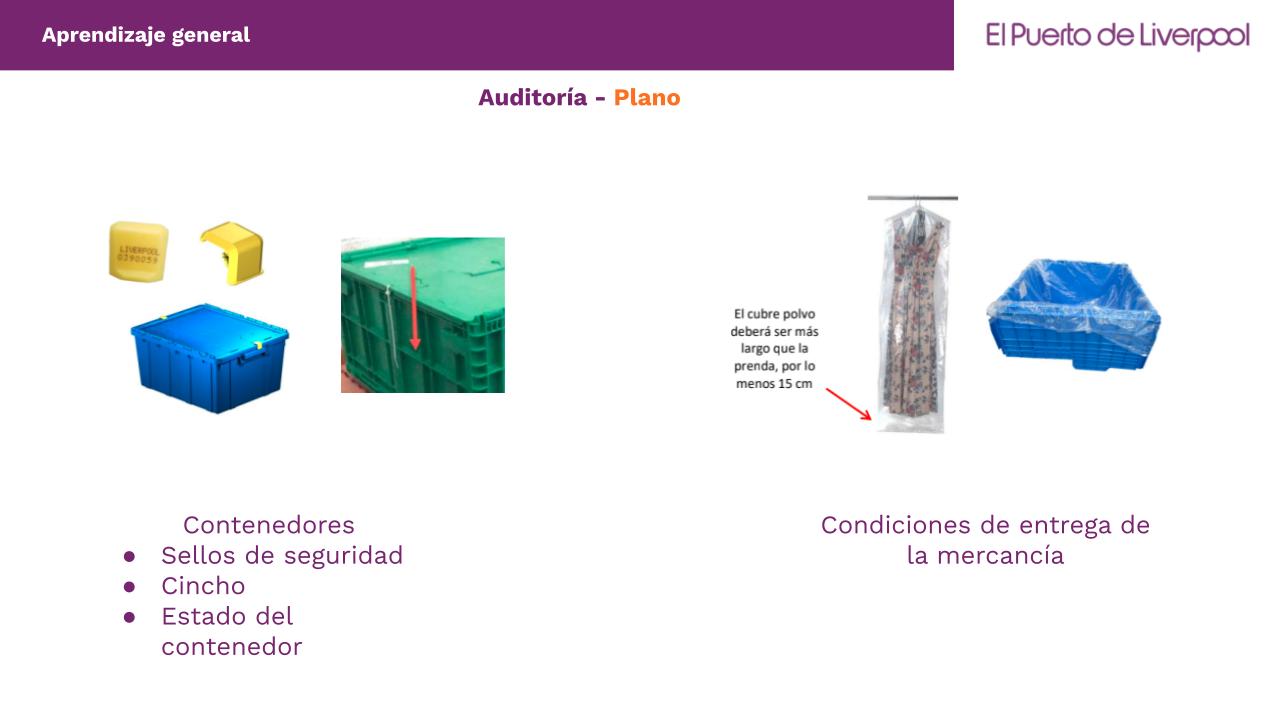 Aprendizaje general
El Puerto de Liverpool
Auditoría - Plano
LIVERPOOL
0390059
El cubre polvo
deberá ser más
largo que la
prenda, por lo
menos 15 cm
Contenedores
● Sellos de seguridad
● Cincho
● Estado del
contenedor
Condiciones de entrega de
la mercancía